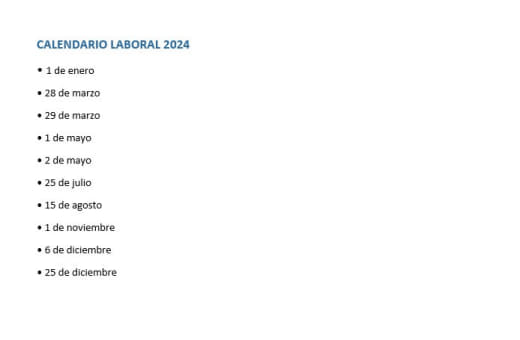 CALENDARIO LABORAL 2024
• 1 de enero
• 28 de marzo
• 29 de marzo
• 1 de mayo
• 2 de mayo
• 25 de julio
• 15 de agosto
• 1 de noviembre
• 6 de diciembre
• 25 de diciembre